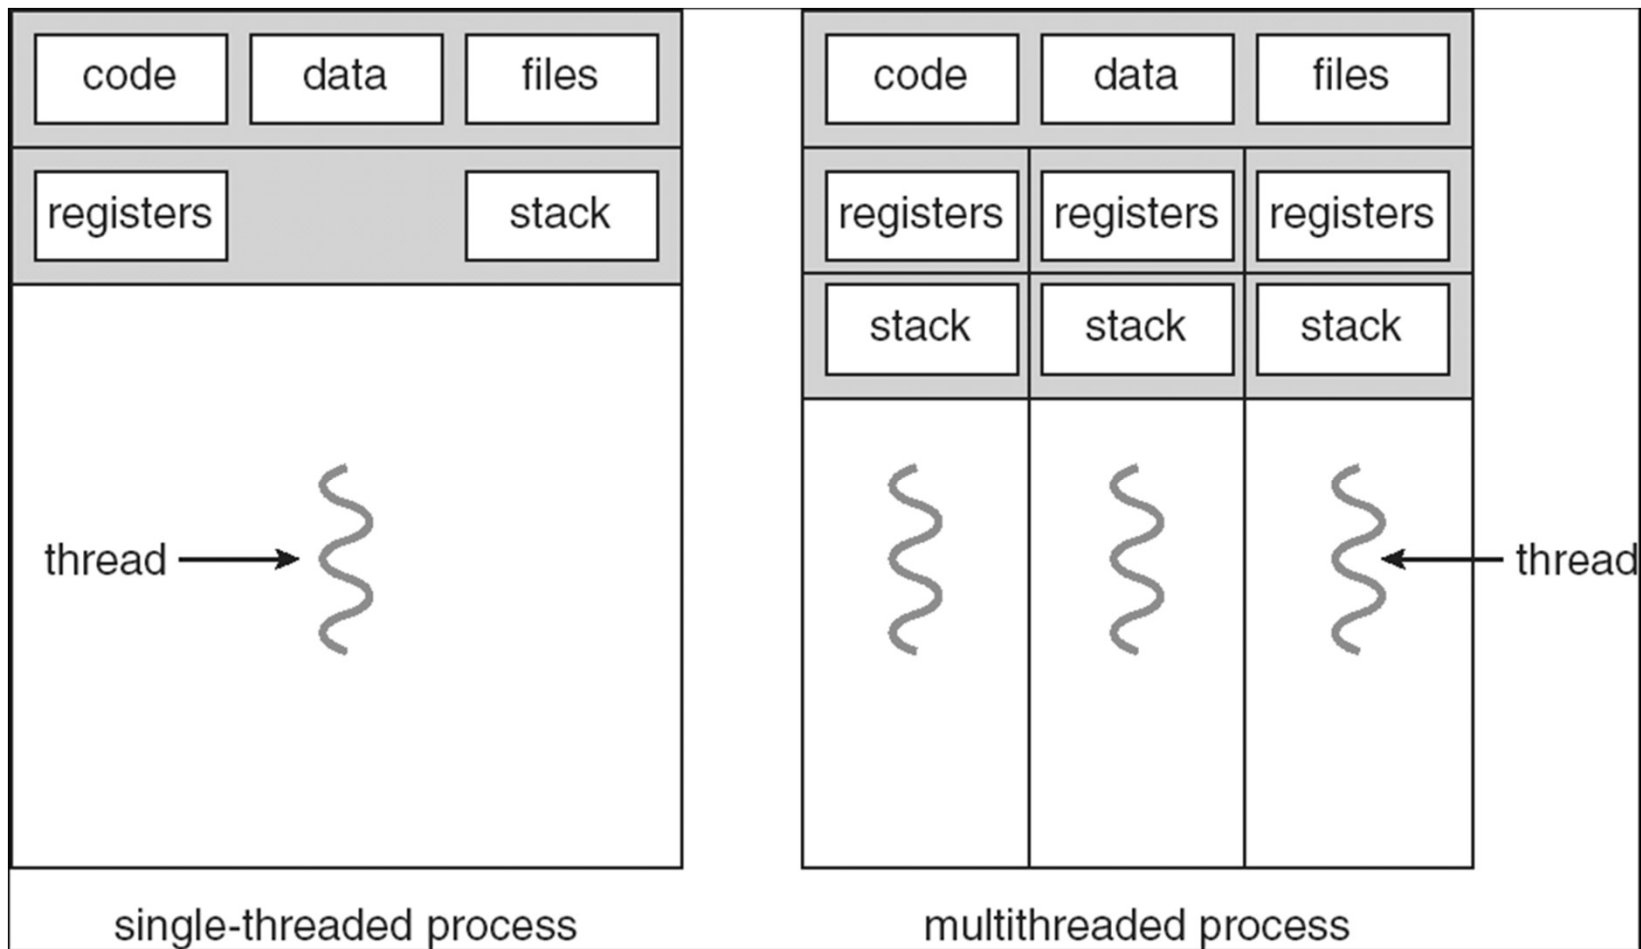 code data files
registers stack
thread
single-threaded process
code data files
registers registers registers
stack stack stack
thread
multithreaded process